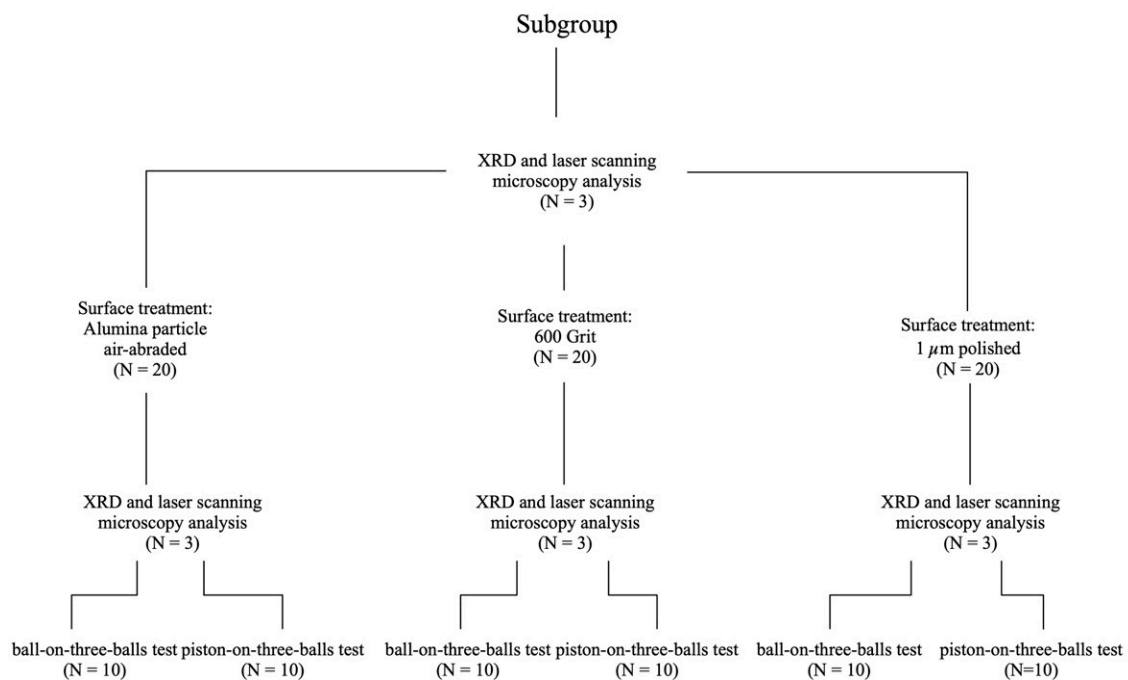 Subgroup
XRD and laser scanning
microscopy analysis
(N = 3)
Surface treatment:
Alumina particle
air-abraded
(N = 20)
Surface treatment:
600 Grit
(N = 20)
Surface treatment:
1 μm polished
(N = 20)
XRD and laser scanning
microscopy analysis
(N = 3)
XRD and laser scanning
microscopy analysis
(N = 3)
XRD and laser scanning
microscopy analysis
(N = 3)
ball-on-three-balls test
(N = 10)
piston-on-three-balls test
(N = 10)
ball-on-three-balls test
(N = 10)
piston-on-three-balls test
(N = 10)
ball-on-three-balls test
(N = 10)
piston-on-three-balls test
(N=10)